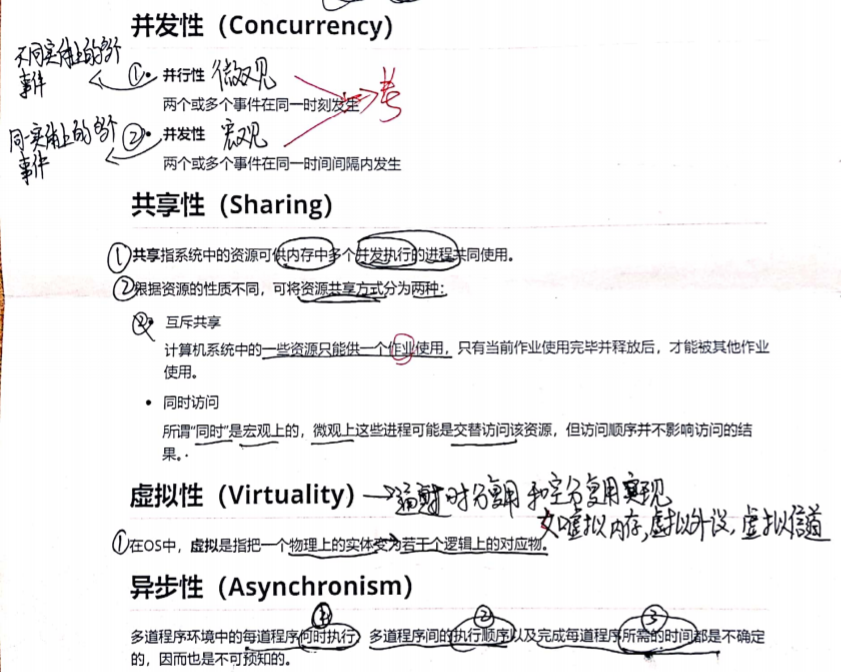 并发性（Concurrency）
不同实体上的多个
事件
① 并行性 微观
两个或多个事件在同一时刻发生
考
同一实体上的多个
事件
② 并发性 宏观
两个或多个事件在同一时间间隔内发生
共享性（Sharing）
① 共享指系统中的资源可供内存中多个并发执行的进程共同使用。
② 根据资源的性质不同，可将资源共享方式分为两种：
互斥共享
计算机系统中的一些资源只能供一个作业使用，只有当前作业使用完毕并释放后，才能被其他作业
使用。
• 同时访问
所谓“同时”是宏观上的，微观上这些进程可能是交替访问该资源，但访问顺序并不影响访问的结
果。
虚拟性（Virtuality） 时分复用和空分复用实现
如虚拟内存，虚拟外设，虚拟信道
① 在OS中，虚拟是指把一个物理上的实体变为若干个逻辑上的对应物。
异步性（Asynchronism）
① ② ③
多道程序环境中的每道程序何时执行 多道程序间的执行顺序以及完成每道程序所需的时间都是不确定
的，因而也是不可预知的。